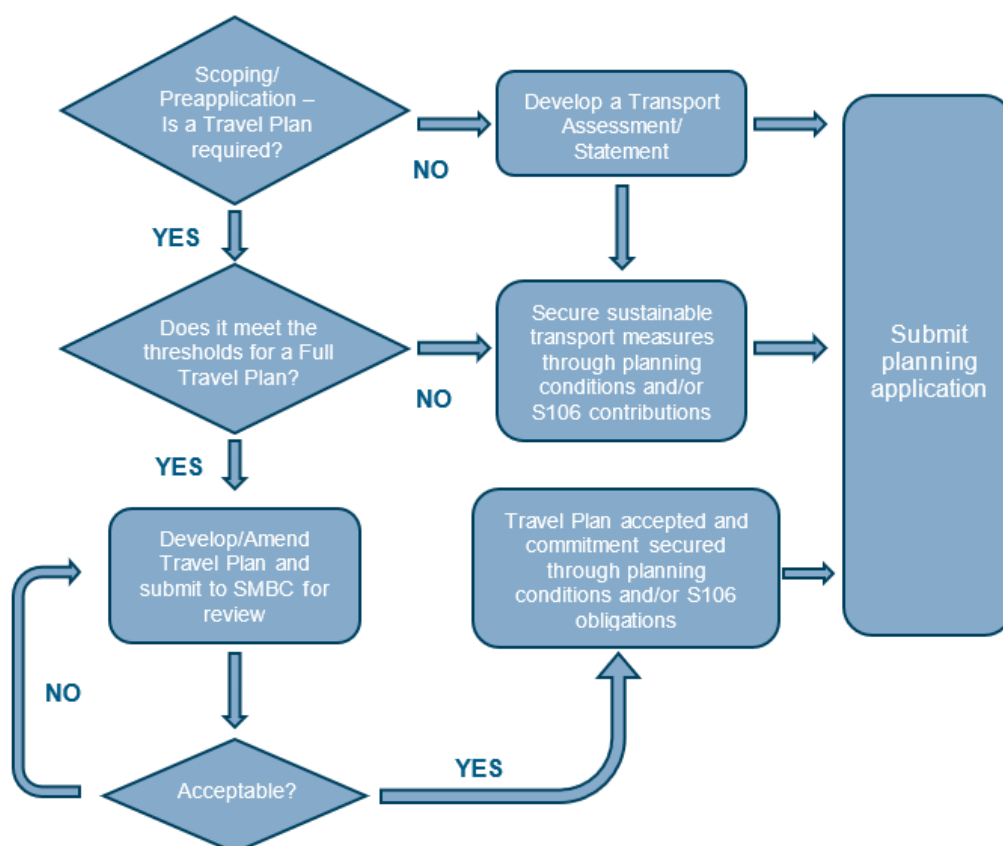 Scoping/
Preapplication –
Is a Travel Plan
required?
NO
Develop a Transport
Assessment/
Statement
YES
Does it meet the
thresholds for a Full
Travel Plan?
NO
Secure sustainable
transport measures
through planning
conditions and/or
S106 contributions
Submit
planning
application
YES
Develop/Amend
Travel Plan and
submit to SMBC for
review
Travel Plan accepted and
commitment secured
through planning
conditions and/or S106
obligations
NO
Acceptable?
YES